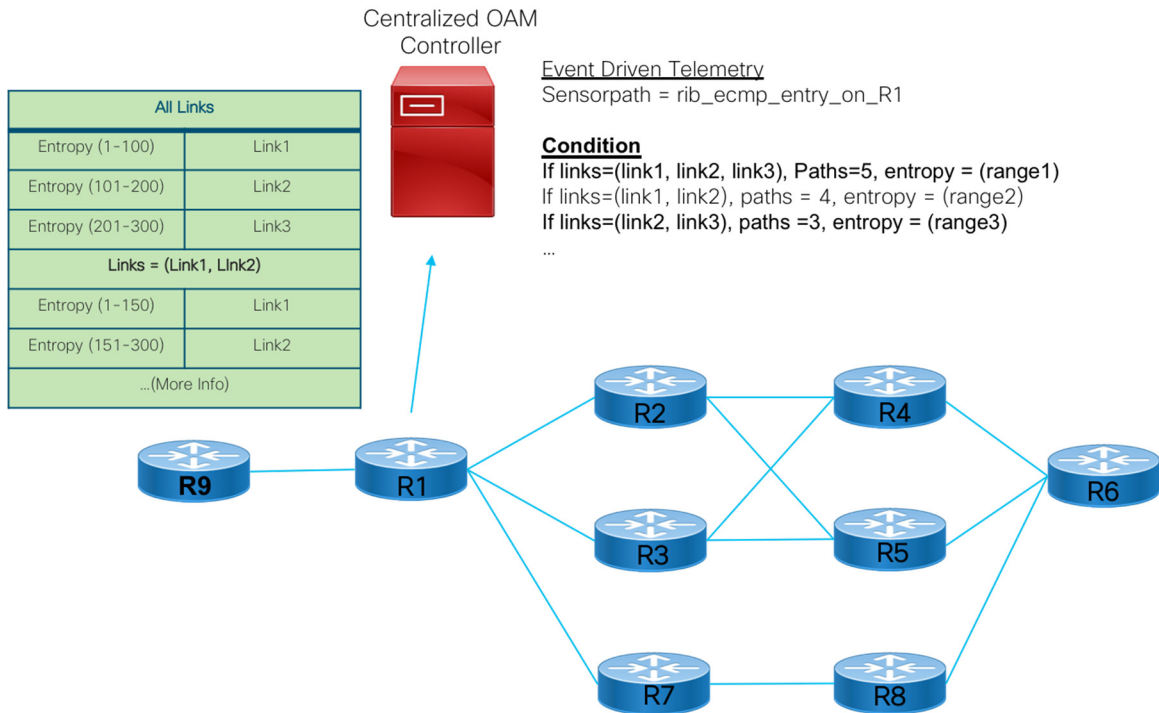 Centralized OAM
Controller
Event Driven Telemetry
Sensorpath = rib_ecmp_entry_on_R1
Condition
If links=(link1, link2, link3), Paths=5, entropy = (range1)
If links=(link1, link2), paths = 4, entropy = (range2)
If links=(link2, link3), paths =3, entropy = (range3)
...
All Links
Entropy (1-100) Link1
Entropy (101-200) Link2
Entropy (201-300) Link3
Links = (Link1, LInk2)
Entropy (1-150) Link1
Entropy (151-300) Link2
...(More Info)
R2 R4
R9 R1 R6
R3 R5
R7 R8